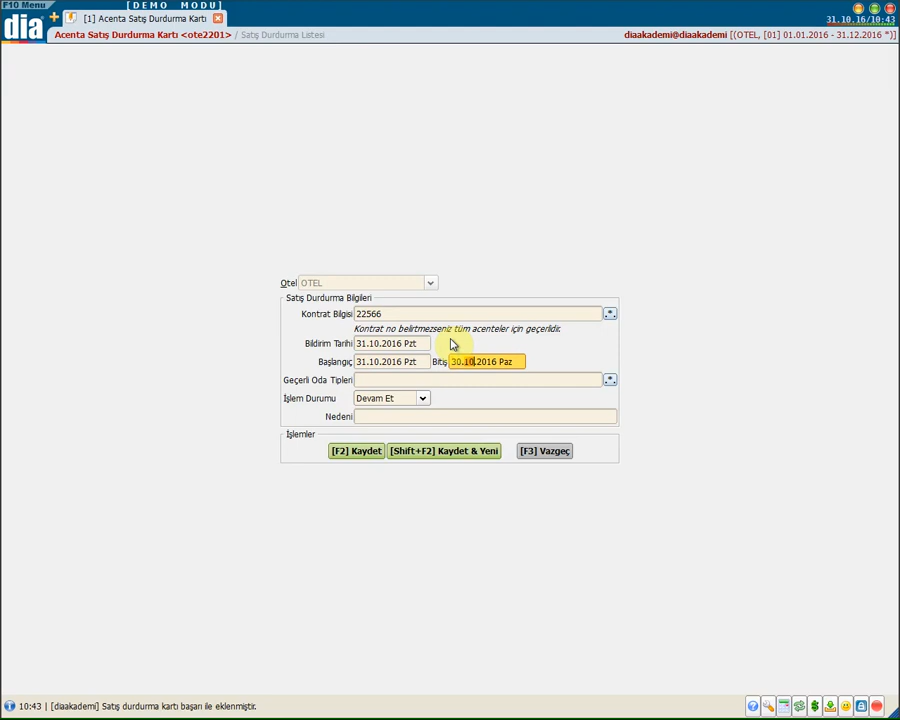 F10 Menu
[DEMO MODU]
dia
[1] Acenta Satış Durdurma Kartı
31.10.16/10:43
Acenta Satış Durdurma Kartı <ote2201> / Satış Durdurma Listesi
diaakademi@diaakademi [(OTEL, [01] 01.01.2016 - 31.12.2016 *)]
Otel OTEL
Satış Durdurma Bilgileri
Kontrat Bilgisi 22566
Kontrat no belirtmezseniz tüm acenteler için geçerlidir.
Bildirim Tarihi 31.10.2016 Pzt
Başlangıç 31.10.2016 Pzt Bitiş 30.10.2016 Paz
Geçerli Oda Tipleri
İşlem Durumu Devam Et
Nedeni
İşlemler
[F2] Kaydet [Shift+F2] Kaydet & Yeni [F3] Vazgeç
10:43 | [diaakademi] Satış durdurma kartı başarı ile eklenmiştir.